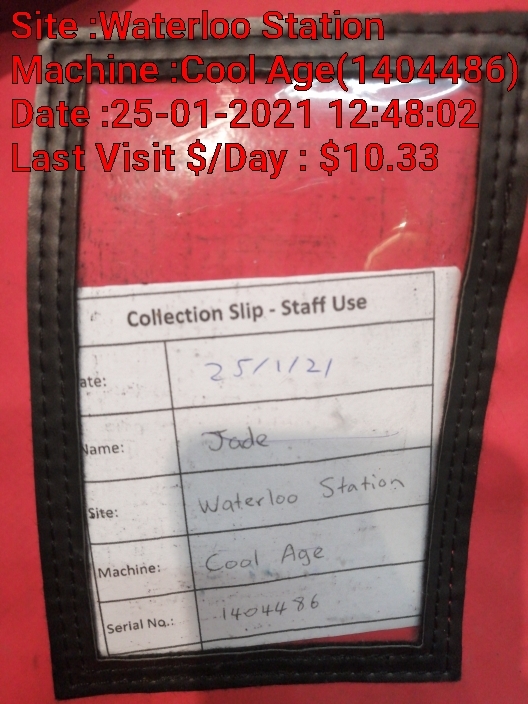 Site :Waterloo Station
Machine :Cool Age(1404486)
Date :25-01-2021 12:48:02
Last Visit $/Day : $10.33
Collection Slip - Staff Use
ate: 25/1/21
Name: Jade
Site: Waterloo Station
Machine: Cool Age
Serial No.: 1404486